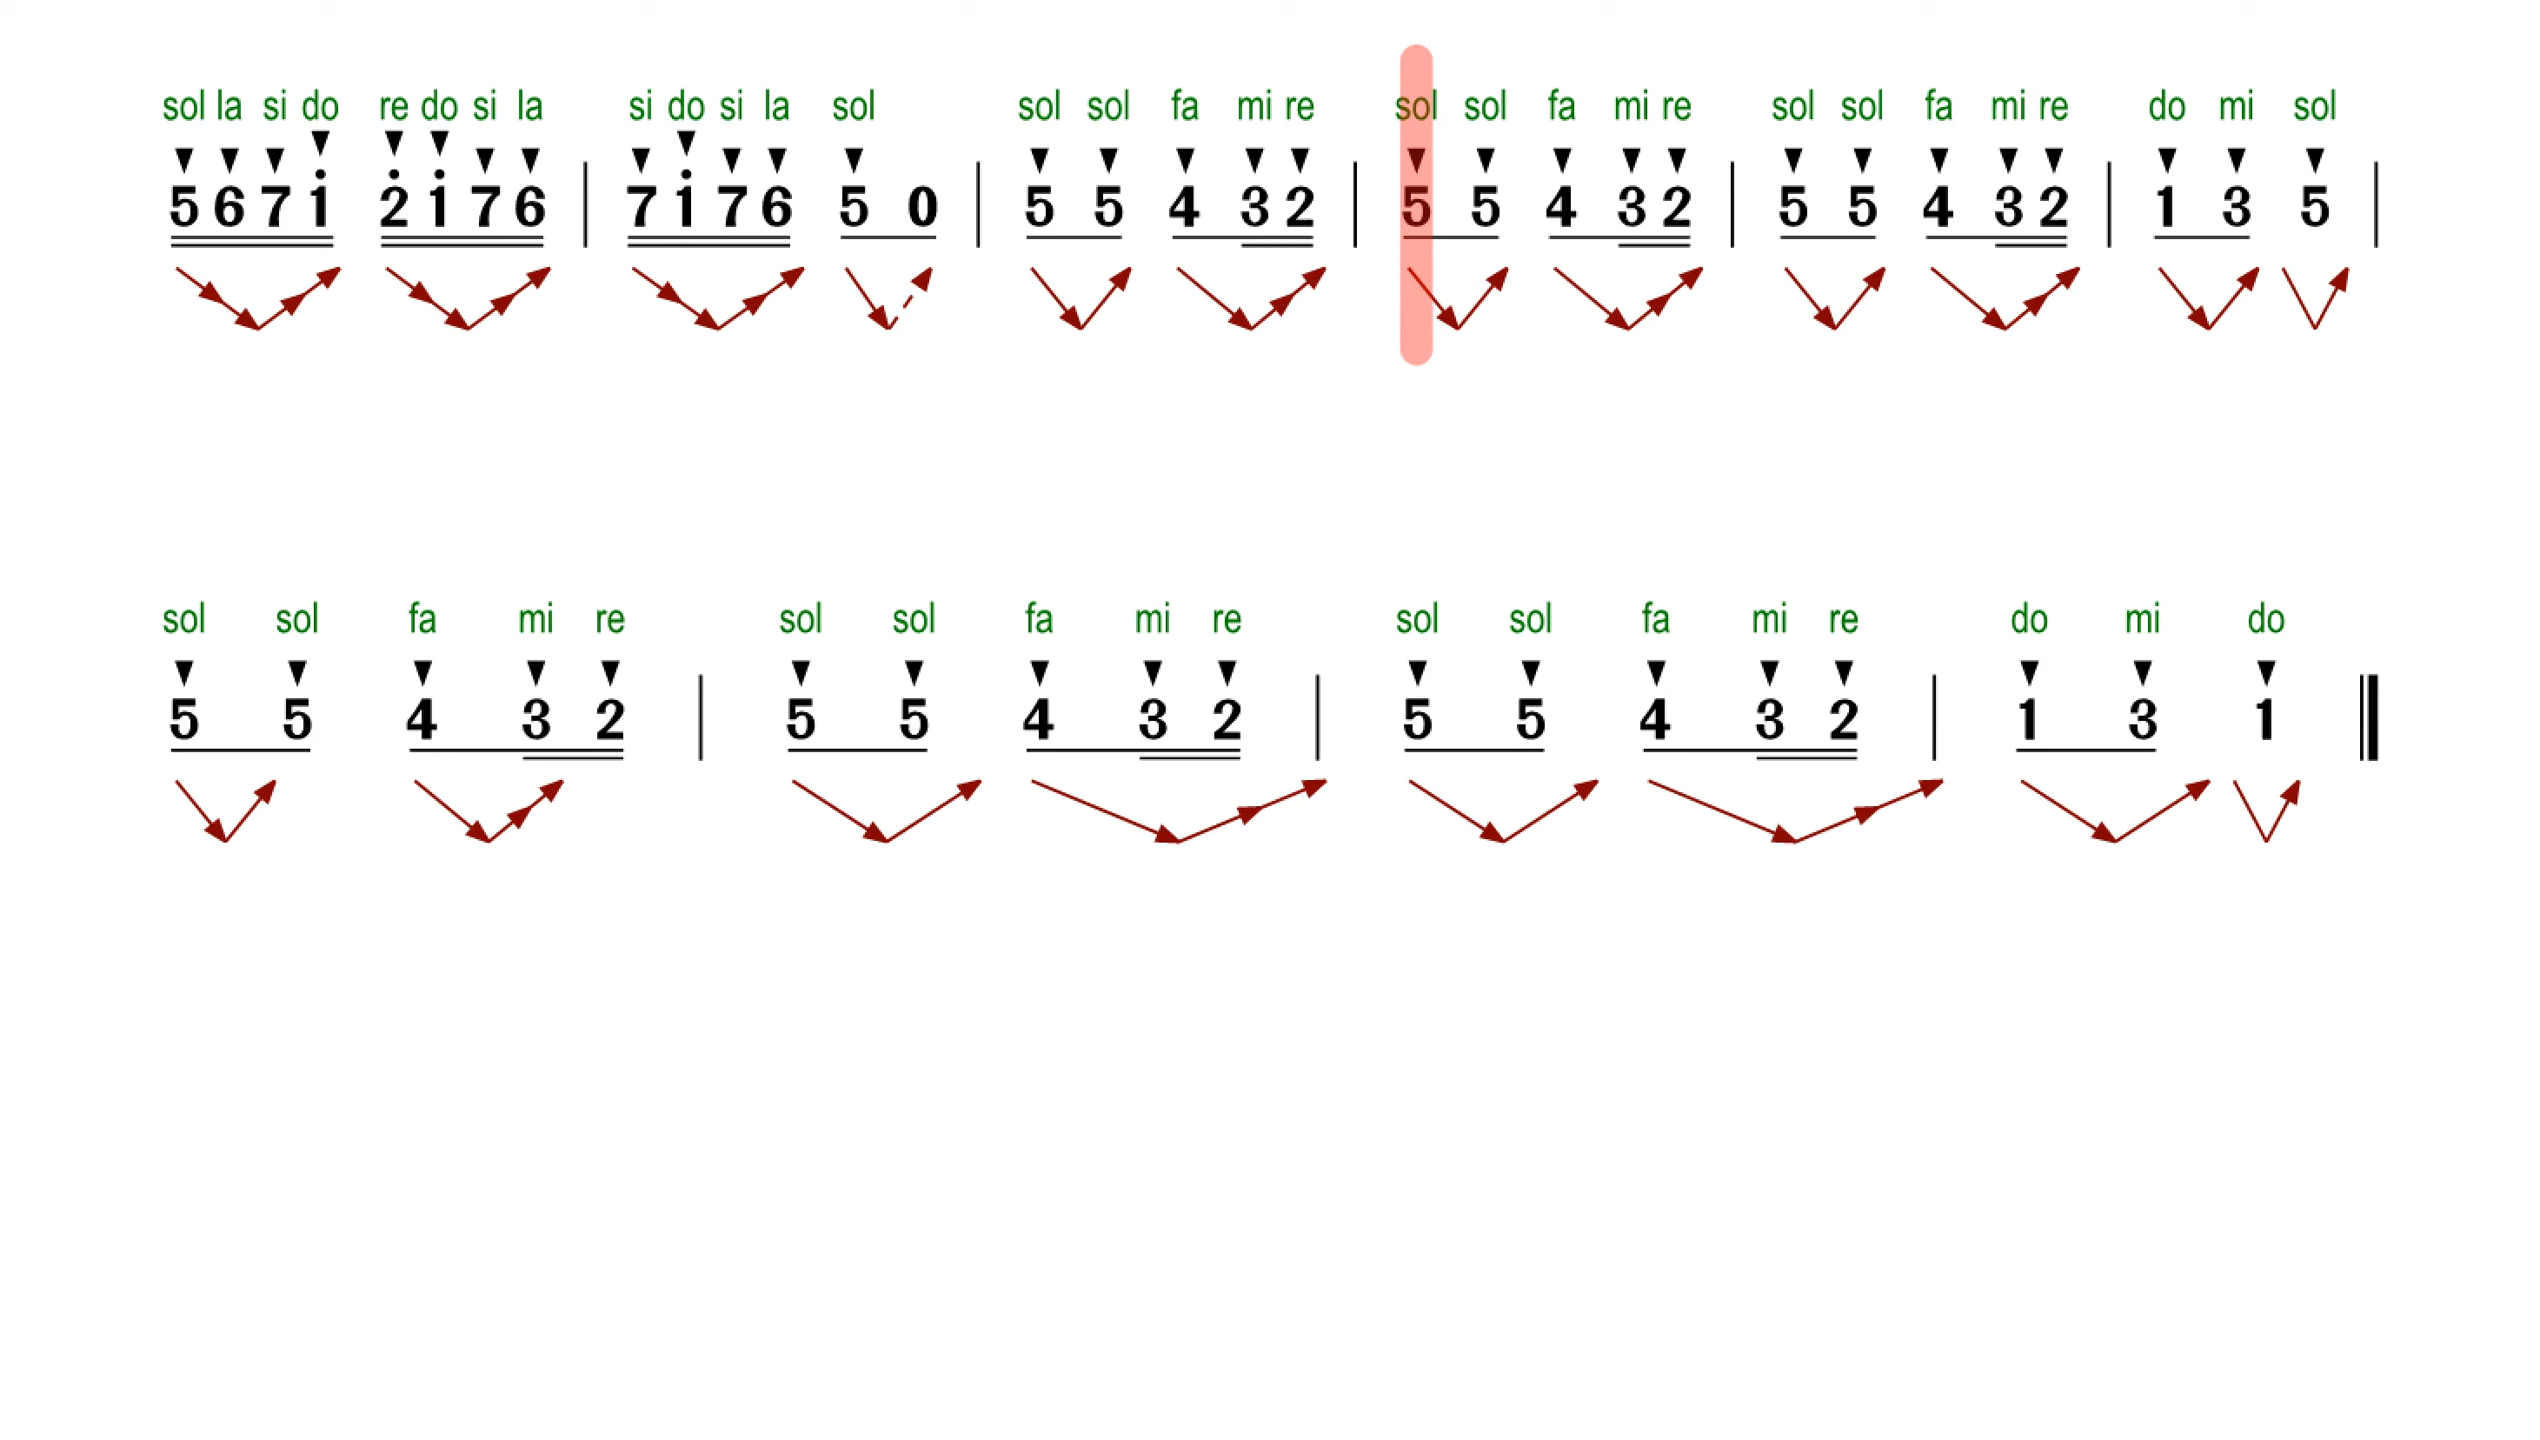 sol la si do re do si la si do si la sol sol sol fa mi re sol sol fa mi re sol sol fa mi re do mi sol
5 6 7 1̇ 2̇ 1̇ 7 6 | 7 1̇ 7 6 5 0 | 5 5 4 3 2 | 5 5 4 3 2 | 5 5 4 3 2 | 1 3 5 |
sol sol fa mi re sol sol fa mi re sol sol fa mi re do mi do
5 5 4 3 2 | 5 5 4 3 2 | 5 5 4 3 2 | 1 3 1 ‖